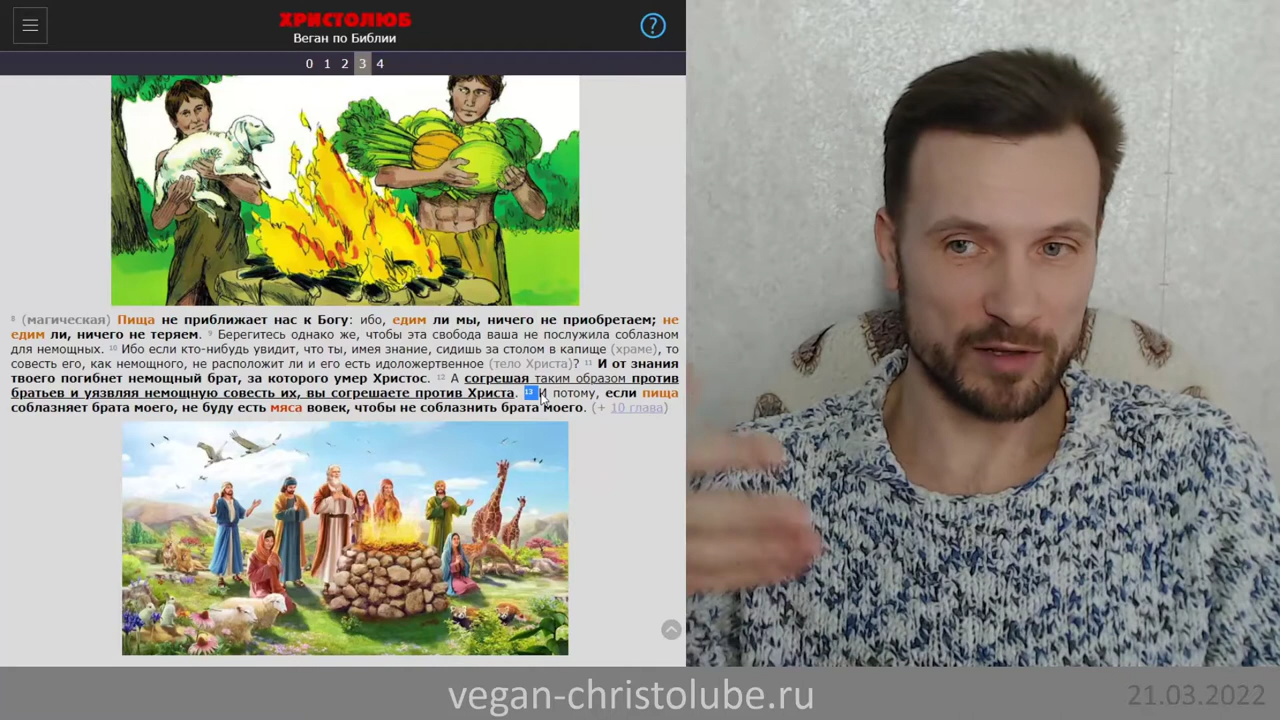 ХРИСТОЛЮБ
Веган по Библии
?
0 1 2 3 4
8 (магическая) Пища не приближает нас к Богу: ибо, едим ли мы, ничего не приобретаем; не
едим ли, ничего не теряем. 9 Берегитесь однако же, чтобы эта свобода ваша не послужила соблазном
для немощных. 10 Ибо если кто-нибудь увидит, что ты, имея знание, сидишь за столом в капище (храме), то
совесть его, как немощного, не расположит ли и его есть идоложертвенное (тело Христа)? 11 И от знания
твоего погибнет немощный брат, за которого умер Христос. 12 А согрешая таким образом против
братьев и уязвляя немощную совесть их, вы согрешаете против Христа. 13 И потому, если пища
соблазняет брата моего, не буду есть мяса вовек, чтобы не соблазнить брата моего. (+ 10 глава)
vegan-christolube.ru
21.03.2022